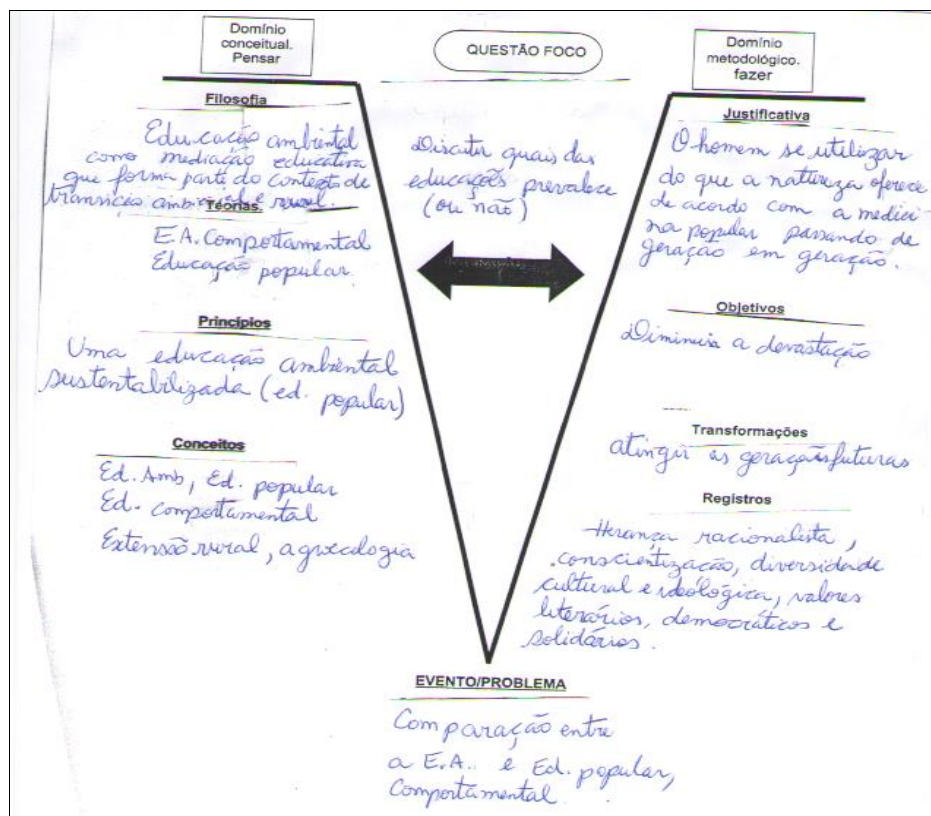 Domínio
conceitual.
Pensar
Filosofia
Educação ambiental
como mediação educativa
que forma parte do contexto de
transição ambiental e rural.
Teorias
E.A. Comportamental
Educação popular.
Princípios
Uma educação ambiental
sustentabilizada (ed. popular)
Conceitos
Ed. Amb, Ed. popular
Ed. comportamental
Extensão rural, agroecologia
QUESTÃO FOCO
Discutir quais das
educações prevalece
(ou não)
Domínio
metodológico.
fazer
Justificativa
O homem se utilizar
do que a natureza oferece
de acordo com a medici
na popular passando de
geração em geração.
Objetivos
Diminuir a devastação
Transformações
atingir as gerações futuras
Registros
Herança racionalista,
conscientização, diversidade
cultural e ideológica, valores
literários, democráticos e
solidários.
EVENTO/PROBLEMA
Comparação entre
a E.A. e Ed. popular,
Comportamental.